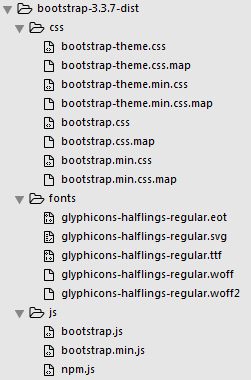 bootstrap-3.3.7-dist
css
bootstrap-theme.css
bootstrap-theme.css.map
bootstrap-theme.min.css
bootstrap-theme.min.css.map
bootstrap.css
bootstrap.css.map
bootstrap.min.css
bootstrap.min.css.map
fonts
glyphicons-halflings-regular.eot
glyphicons-halflings-regular.svg
glyphicons-halflings-regular.ttf
glyphicons-halflings-regular.woff
glyphicons-halflings-regular.woff2
js
bootstrap.js
bootstrap.min.js
npm.js